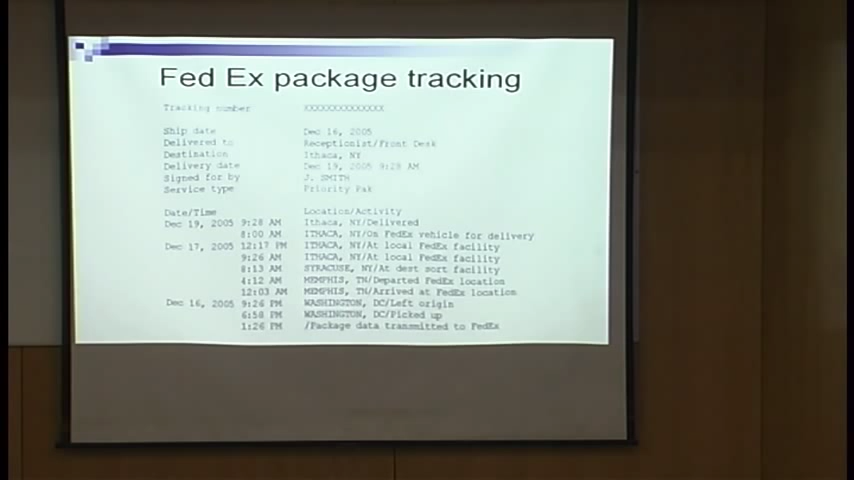 Fed Ex package tracking
Tracking number XXXXXXXXXXXXXX
Ship date Dec 16, 2005
Delivered to Receptionist/Front Desk
Destination Ithaca, NY
Delivery date Dec 19, 2005 9:28 AM
Signed for by J. SMITH
Service type Priority Pak
Date/Time Location/Activity
Dec 19, 2005 9:28 AM Ithaca, NY/Delivered
8:00 AM ITHACA, NY/On FedEx vehicle for delivery
Dec 17, 2005 12:17 PM ITHACA, NY/At local FedEx facility
9:26 AM ITHACA, NY/At local FedEx facility
8:13 AM SYRACUSE, NY/At dest sort facility
4:12 AM MEMPHIS, TN/Departed FedEx location
12:03 AM MEMPHIS, TN/Arrived at FedEx location
Dec 16, 2005 9:26 PM WASHINGTON, DC/Left origin
6:58 PM WASHINGTON, DC/Picked up
1:26 PM /Package data transmitted to FedEx